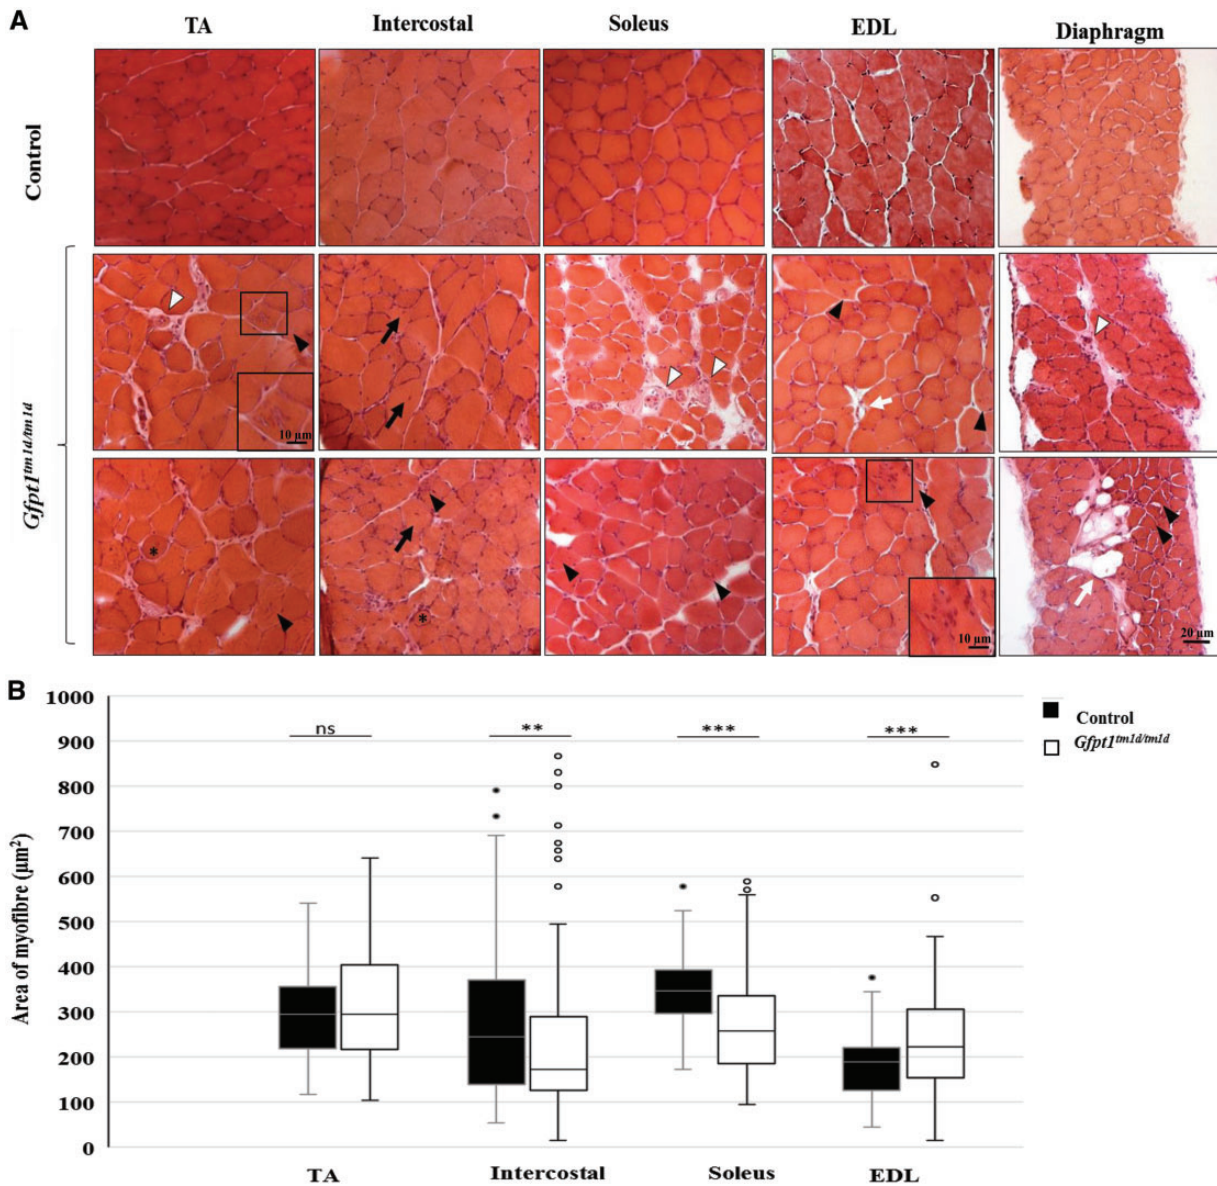 A
TA Intercostal Soleus EDL Diaphragm
Control
Gfpt1tm1d/tm1d
10 µm
*
*
10 µm
20 µm
B
1000
900
800
700
600
500
400
300
200
100
0
Area of myofibre (µm²)
ns ** *** ***
Control
Gfpt1tm1d/tm1d
TA Intercostal Soleus EDL